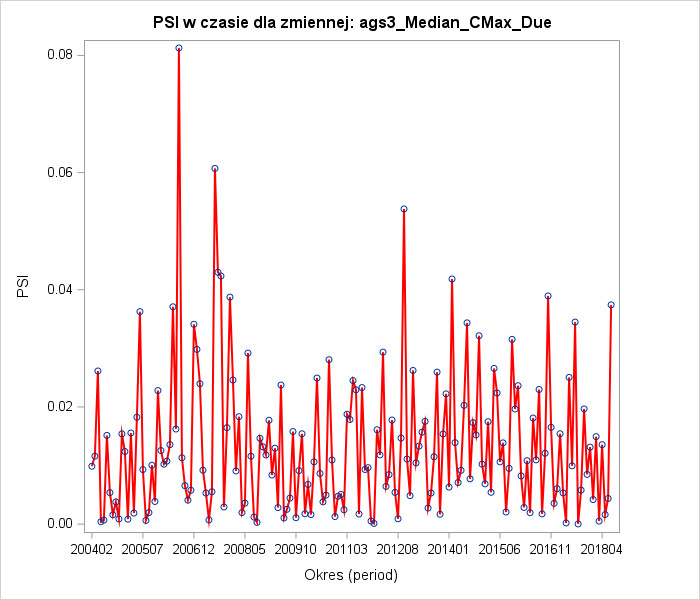 PSI w czasie dla zmiennej: ags3_Median_CMax_Due
0.08
0.06
0.04
0.02
0.00
PSI
200402 200507 200612 200805 200910 201103 201208 201401 201506 201611 201804
Okres (period)